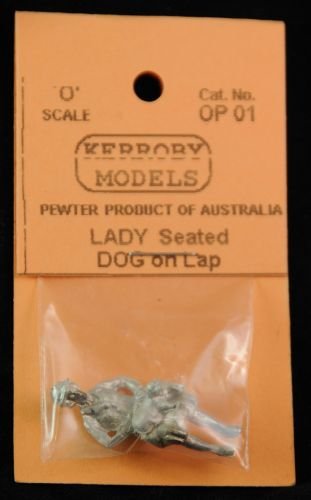 'O' Cat. No.
SCALE OP 01
KERROBY
MODELS
PEWTER PRODUCT OF AUSTRALIA
LADY Seated
DOG on Lap